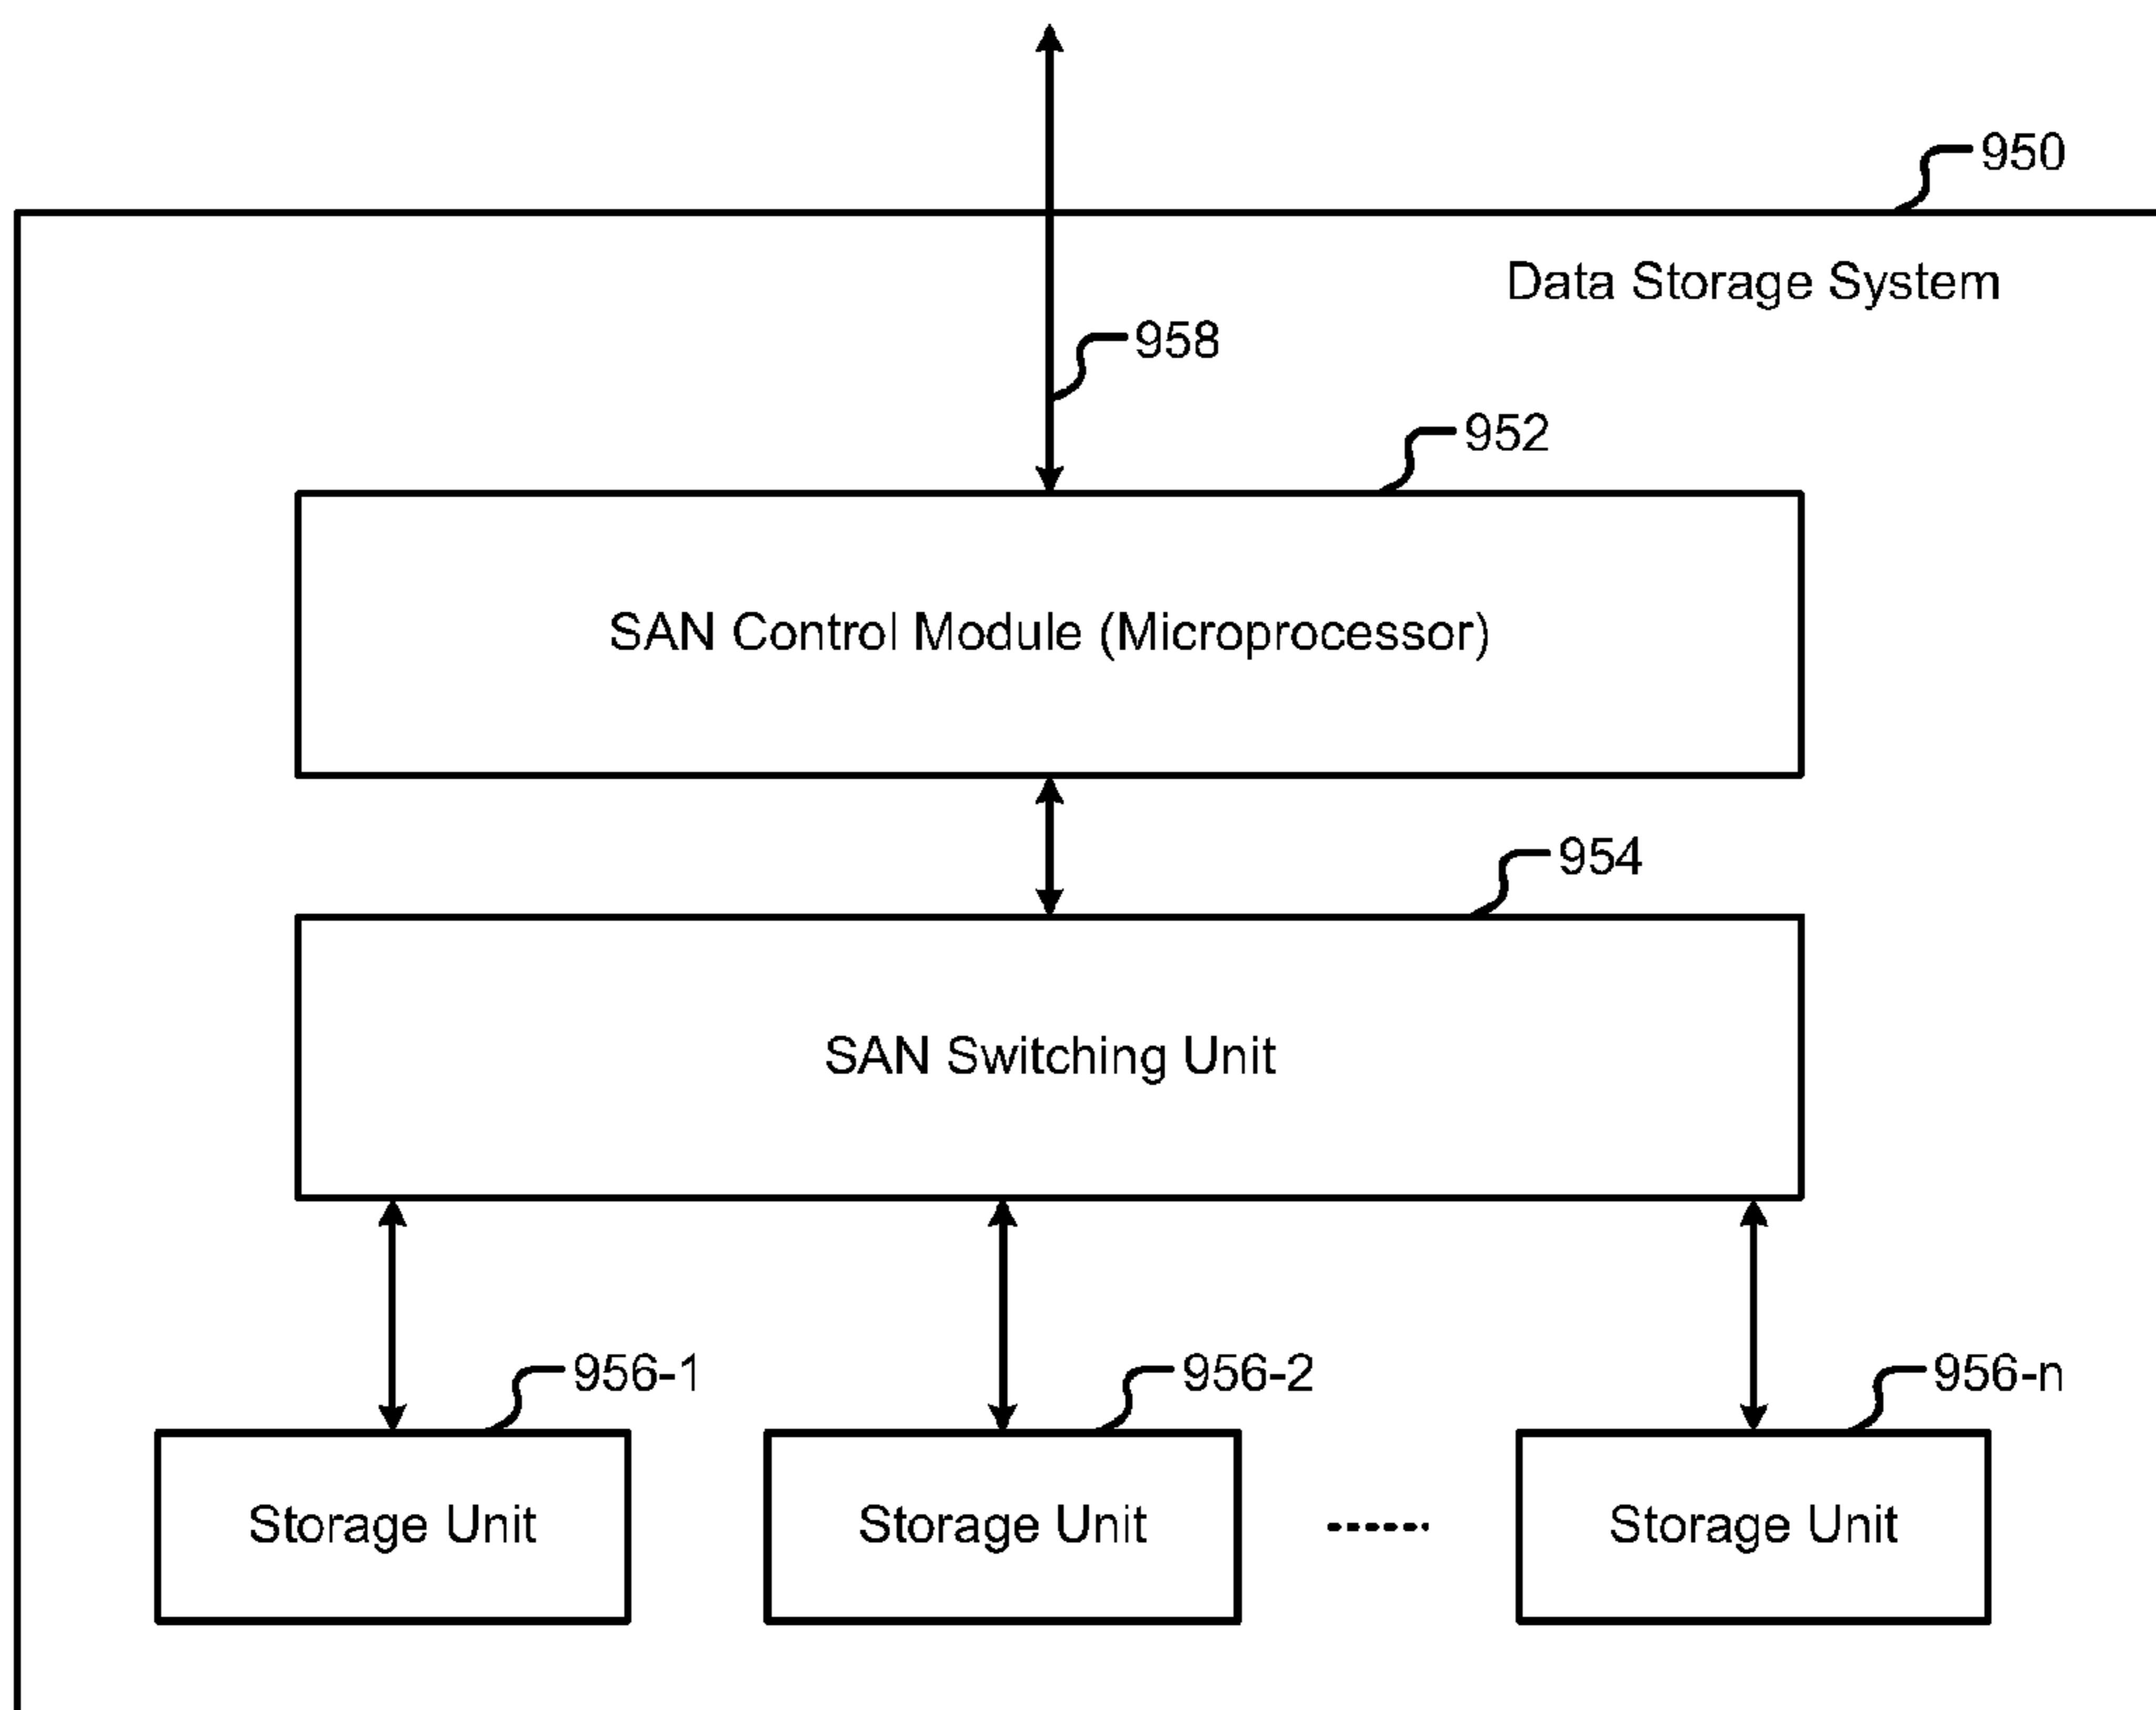 950
Data Storage System
958
952
SAN Control Module (Microprocessor)
954
SAN Switching Unit
956-1
956-2
956-n
Storage Unit
Storage Unit
Storage Unit